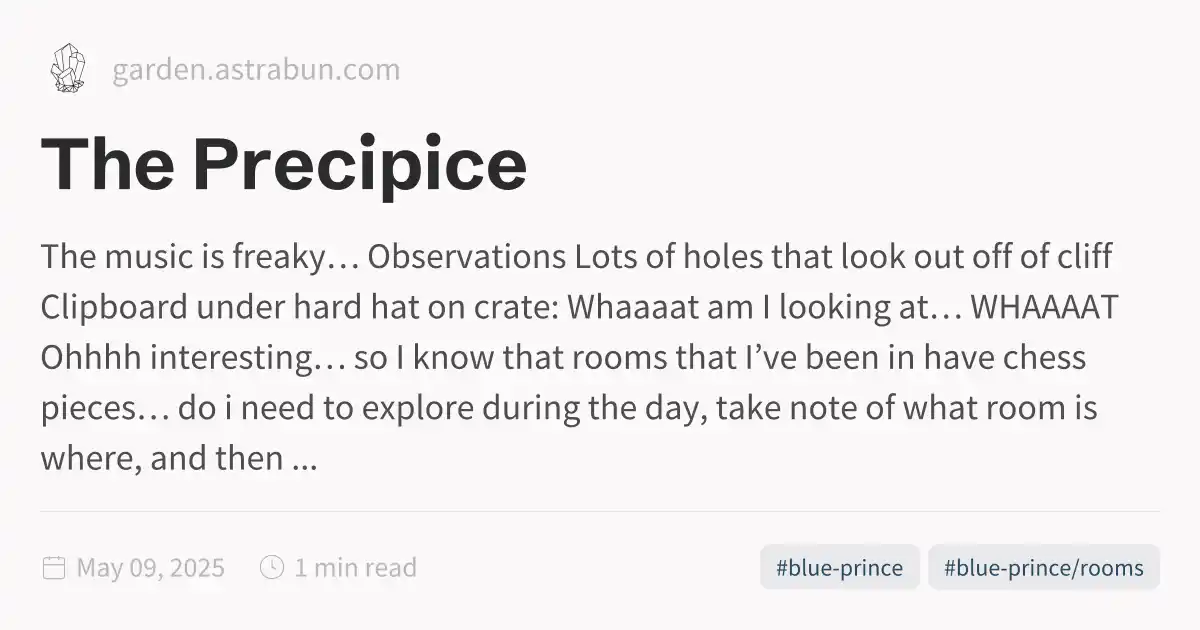 garden.astrabun.com
The Precipice
The music is freaky… Observations Lots of holes that look out off of cliff
Clipboard under hard hat on crate: Whaaaat am I looking at… WHAAAAT
Ohhhh interesting… so I know that rooms that I’ve been in have chess
pieces… do i need to explore during the day, take note of what room is
where, and then ...
May 09, 2025
1 min read
#blue-prince
#blue-prince/rooms